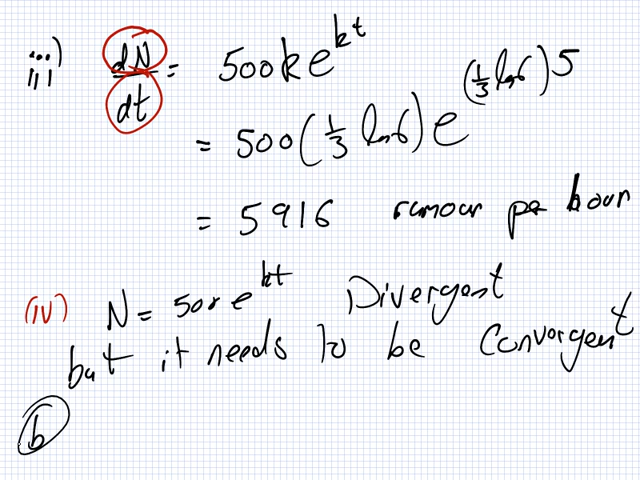 iii) dN/dt = 500ke^{kt}
= 500(1/3 ln6)e^{(1/3 ln6)5}
= 5916 rumour per hour
(iv) N = 500 e^{kt} Divergent
but it needs to be Convergent
b